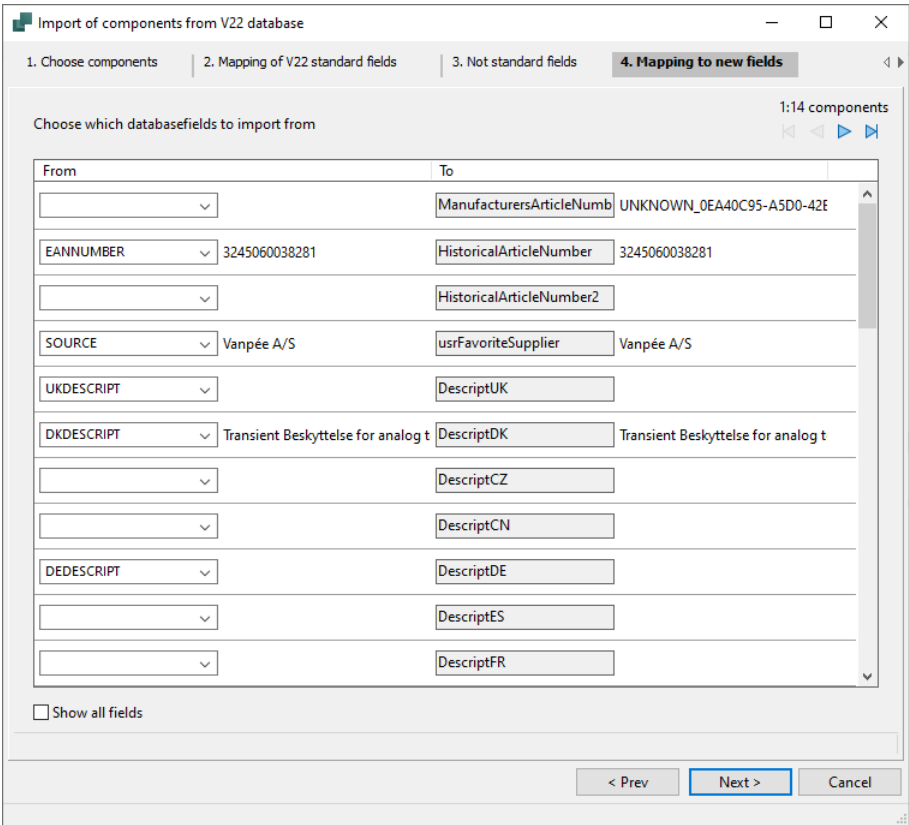 Import of components from V22 database
1. Choose components 2. Mapping of V22 standard fields 3. Not standard fields 4. Mapping to new fields
1:14 components
Choose which databasefields to import from
From To
ManufacturersArticleNumb UNKNOWN_0EA40C95-A5D0-42E
EANNUMBER 3245060038281 HistoricalArticleNumber 3245060038281
HistoricalArticleNumber2
SOURCE Vanpée A/S usrFavoriteSupplier Vanpée A/S
UKDESCRIPT DescriptUK
DKDESCRIPT Transient Beskyttelse for analog t DescriptDK Transient Beskyttelse for analog t
DescriptCZ
DescriptCN
DEDESCRIPT DescriptDE
DescriptES
DescriptFR
Show all fields
< Prev Next > Cancel